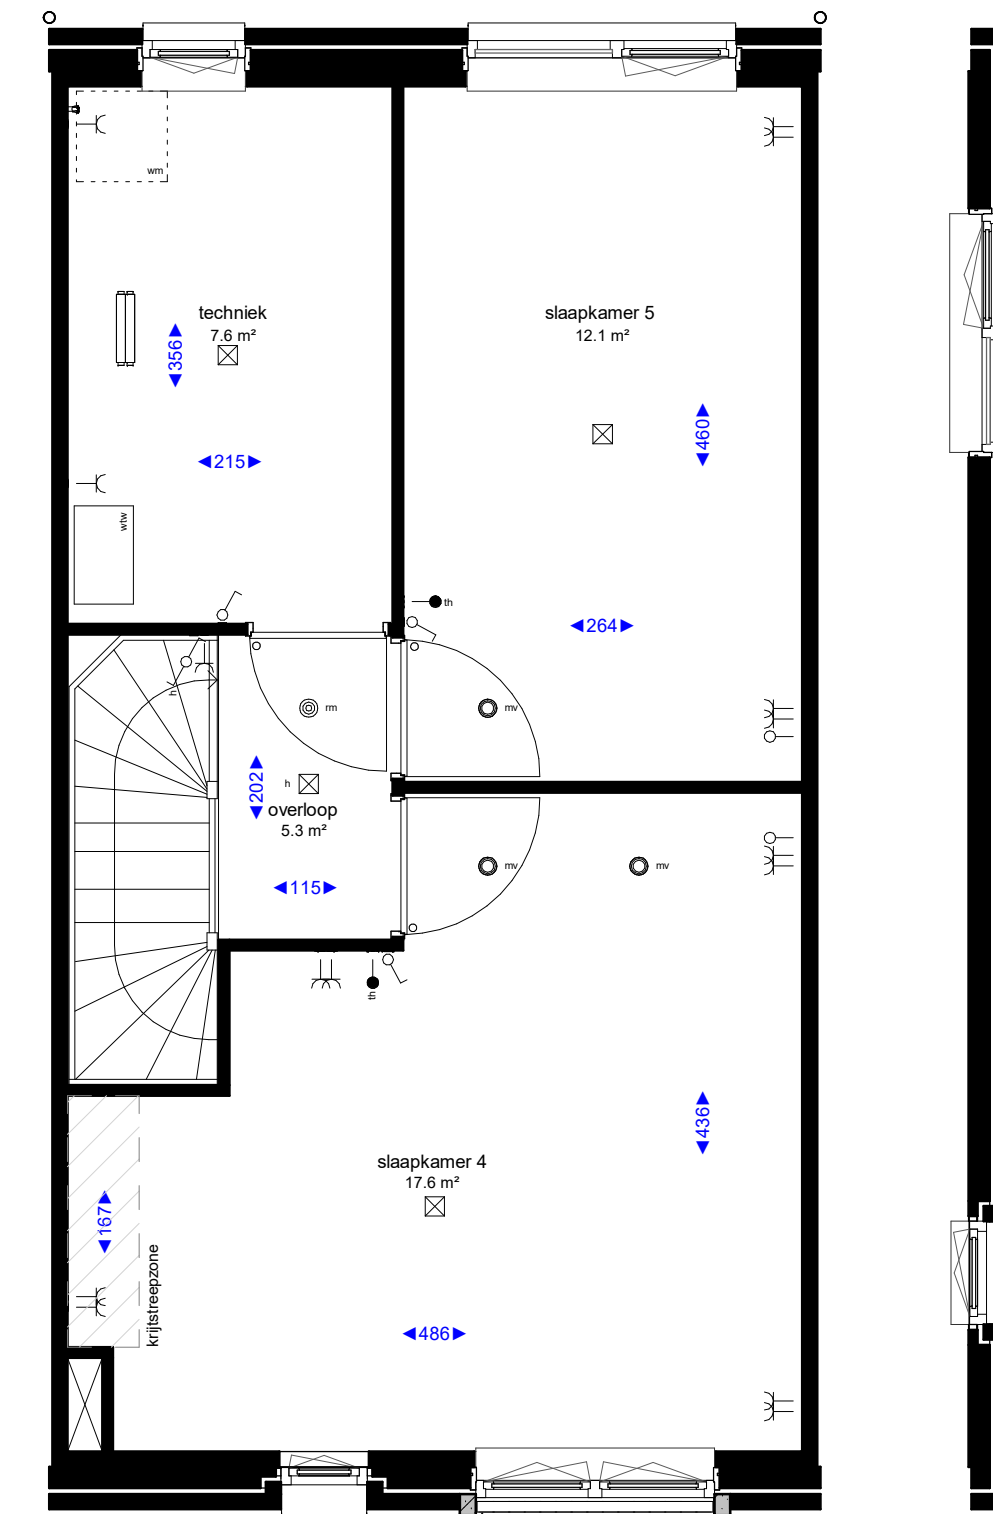 wm
techniek
7.6 m²
356
215
wtw
slaapkamer 5
12.1 m²
460
264
th
h
rm
mv
202
h
overloop
5.3 m²
115
mv
mv
th
436
slaapkamer 4
17.6 m²
167
krijtstreepzone
486